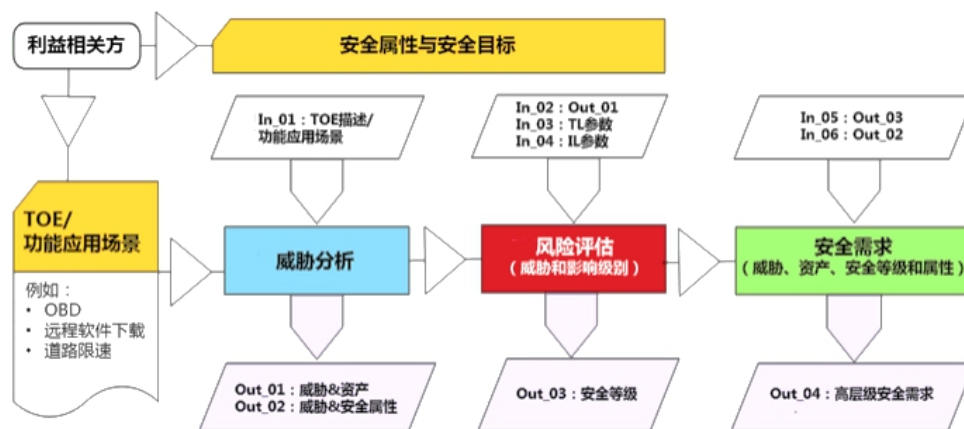 利益相关方
安全属性与安全目标
In_01：TOE描述/
功能应用场景
In_02：Out_01
In_03：TL参数
In_04：IL参数
In_05：Out_03
In_06：Out_02
TOE/
功能应用场景
例如：
• OBD
• 远程软件下载
• 道路限速
威胁分析
风险评估
（威胁和影响级别）
安全需求
（威胁、资产、安全等级和属性）
Out_01：威胁&资产
Out_02：威胁&安全属性
Out_03：安全等级
Out_04：高层级安全需求